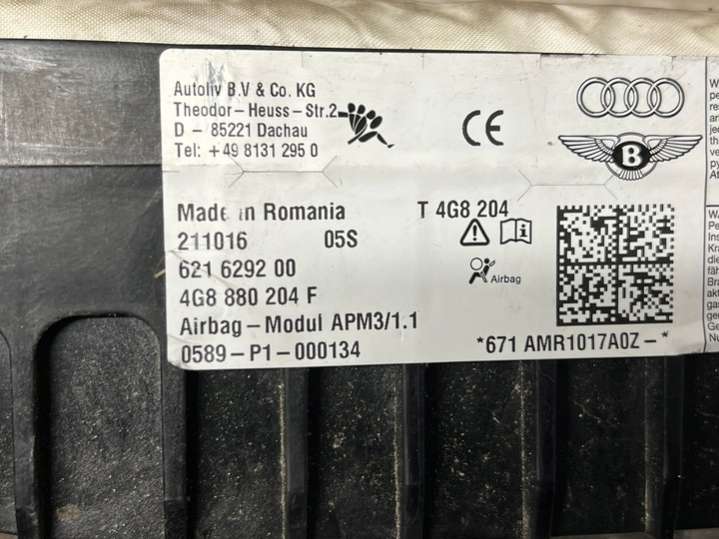 Autoliv B.V & Co. KG
Theodor-Heuss-Str.2
D - 85221 Dachau
Tel: +49 8131 295 0
B
Made in Romania
T 4G8 204
211016 05S
621 6292 00
4G8 880 204 F
Airbag
Airbag-Modul APM3/1.1
0589-P1-000134
*671 AMR1017A0Z-*